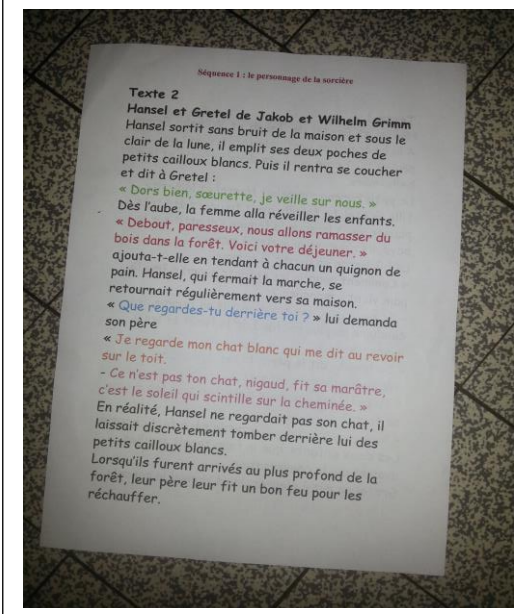 Séquence 1 : le personnage de la sorcière
Texte 2
Hansel et Gretel de Jakob et Wilhelm Grimm
Hansel sortit sans bruit de la maison et sous le
clair de la lune, il emplit ses deux poches de
petits cailloux blancs. Puis il rentra se coucher
et dit à Gretel :
« Dors bien, sœurette, je veille sur nous. »
Dès l'aube, la femme alla réveiller les enfants.
« Debout, paresseux, nous allons ramasser du
bois dans la forêt. Voici votre déjeuner. »
ajouta-t-elle en tendant à chacun un quignon de
pain. Hansel, qui fermait la marche, se
retournait régulièrement vers sa maison.
« Que regardes-tu derrière toi ? » lui demanda
son père
« Je regarde mon chat blanc qui me dit au revoir
sur le toit.
- Ce n'est pas ton chat, nigaud, fit sa marâtre,
c'est le soleil qui scintille sur la cheminée. »
En réalité, Hansel ne regardait pas son chat, il
laissait discrètement tomber derrière lui des
petits cailloux blancs.
Lorsqu'ils furent arrivés au plus profond de la
forêt, leur père leur fit un bon feu pour les
réchauffer.